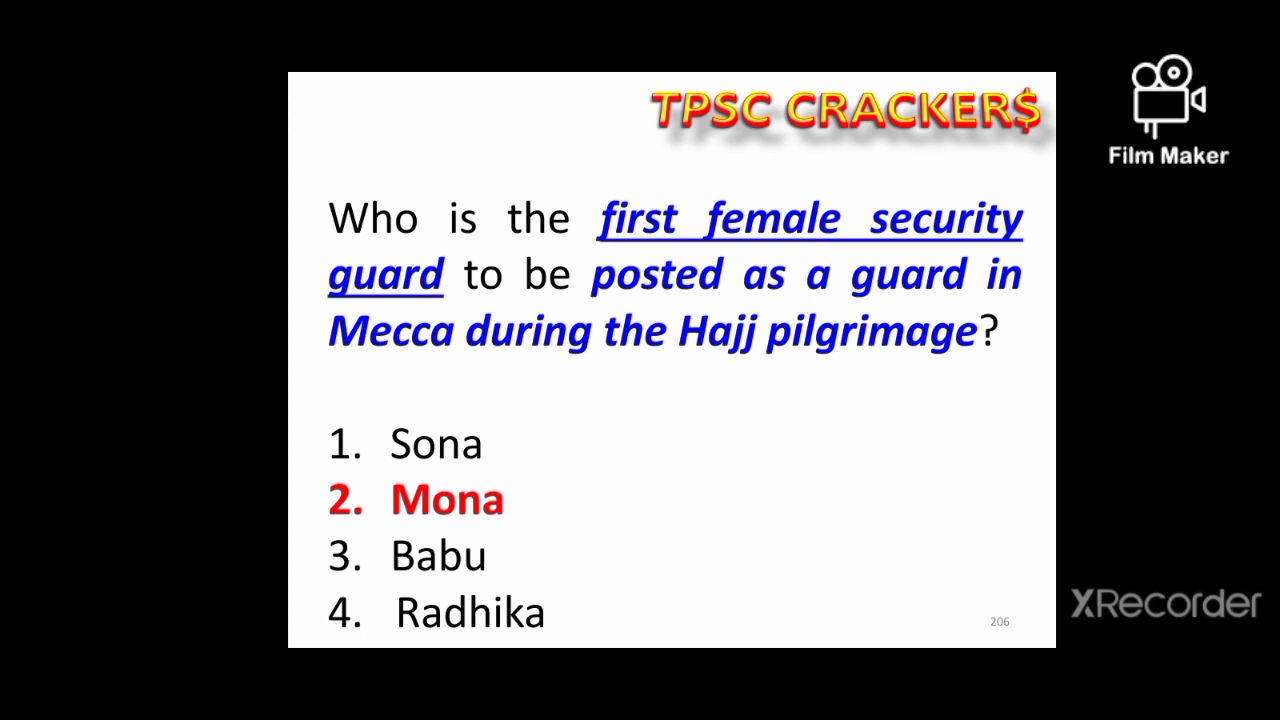 TPSC CRACKER$
Film Maker
Who is the first female security
guard to be posted as a guard in
Mecca during the Hajj pilgrimage?
1. Sona
2. Mona
3. Babu
4. Radhika
XRecorder
206